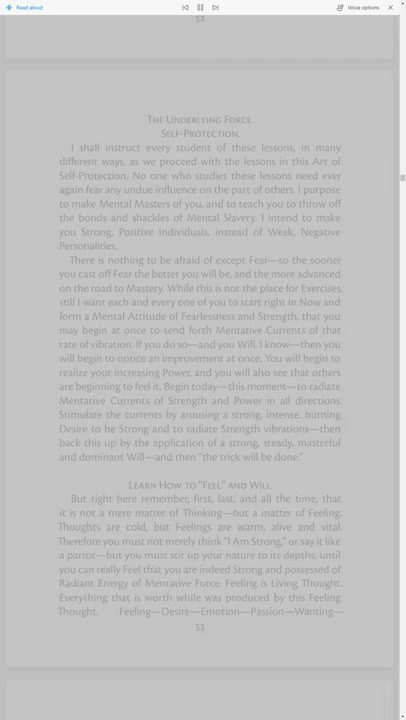 Read aloud
Voice options
52
The Underlying Force.
Self-Protection.
I shall instruct every student of these lessons, in many
different ways, as we proceed with the lessons in this Art of
Self-Protection. No one who studies these lessons need ever
again fear any undue influence on the part of others. I purpose
to make Mental Masters of you, and to teach you to throw off
the bonds and shackles of Mental Slavery. I intend to make
you Strong, Positive Individuals, instead of Weak, Negative
Personalities.
There is nothing to be afraid of except Fear—so the sooner
you cast off Fear the better you will be, and the more advanced
on the road to Mastery. While this is not the place for Exercises,
still I want each and every one of you to start right in Now and
form a Mental Attitude of Fearlessness and Strength, that you
may begin at once to send forth Mentative Currents of that
rate of vibration. If you do so—and you Will, I know—then you
will begin to notice an improvement at once. You will begin to
realize your increasing Power, and you will also see that others
are beginning to feel it. Begin today—this moment—to radiate
Mentative Currents of Strength and Power in all directions.
Stimulate the currents by arousing a strong, intense, burning
Desire to be Strong and to radiate Strength vibrations—then
back this up by the application of a strong, steady, masterful
and dominant Will—and then "the trick will be done."
Learn How to "Feel" and Will.
But right here remember, first, last, and all the time, that
it is not a mere matter of Thinking—but a matter of Feeling.
Thoughts are cold, but Feelings are warm, alive and vital.
Therefore you must not merely think "I Am Strong," or say it like
a parrot—but you must stir up your nature to its depths, until
you can really Feel that you are indeed Strong and possessed of
Radiant Energy of Mentative Force. Feeling is Living Thought.
Everything that is worth while was produced by this Feeling
Thought. Feeling—Desire—Emotion—Passion—Wanting—
53